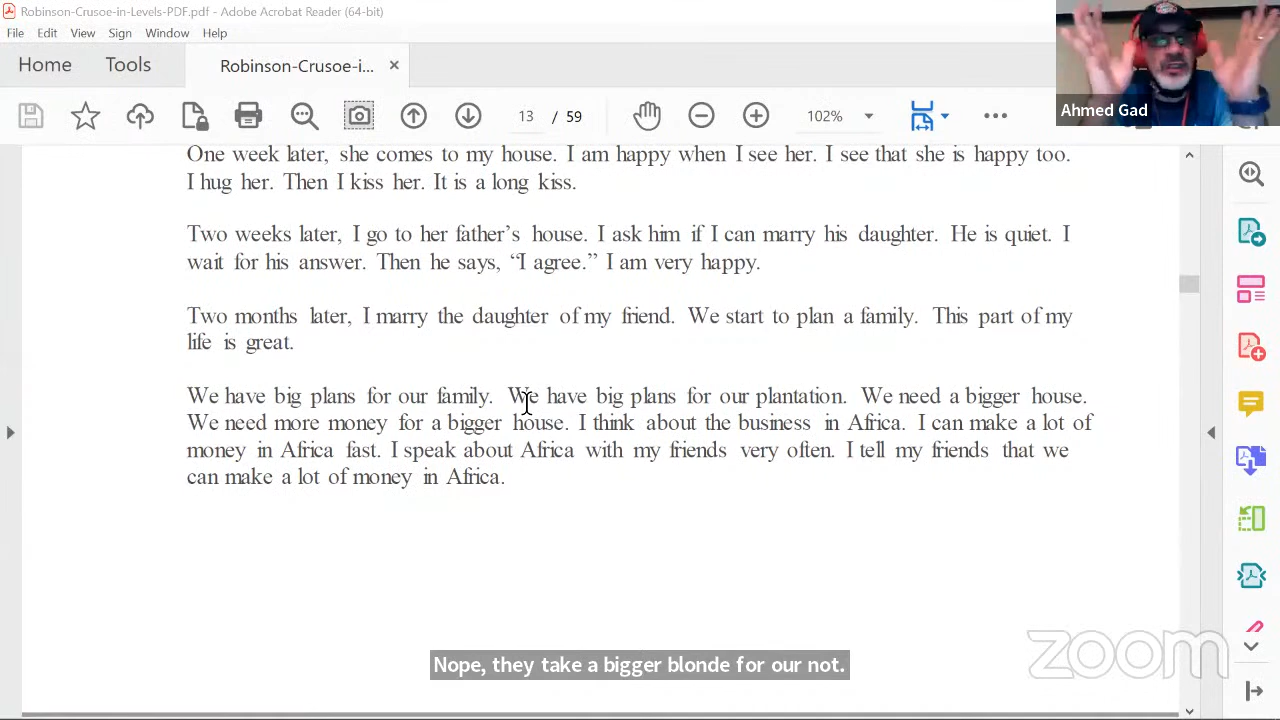 Robinson-Crusoe-in-Levels-PDF.pdf - Adobe Acrobat Reader (64-bit)
File Edit View Sign Window Help
Home Tools Robinson-Crusoe-i... ×
13 / 59 102%
Ahmed Gad
One week later, she comes to my house. I am happy when I see her. I see that she is happy too.
I hug her. Then I kiss her. It is a long kiss.
Two weeks later, I go to her father’s house. I ask him if I can marry his daughter. He is quiet. I
wait for his answer. Then he says, “I agree.” I am very happy.
Two months later, I marry the daughter of my friend. We start to plan a family. This part of my
life is great.
We have big plans for our family. We have big plans for our plantation. We need a bigger house.
We need more money for a bigger house. I think about the business in Africa. I can make a lot of
money in Africa fast. I speak about Africa with my friends very often. I tell my friends that we
can make a lot of money in Africa.
zoom
Nope, they take a bigger blonde for our not.